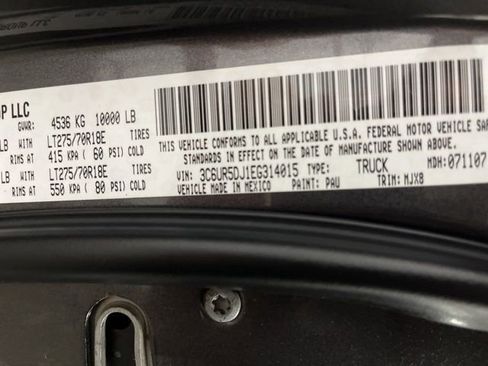 P LLC
GVWR: 4536 KG 10000 LB
LB WITH: LT275/70R18E TIRES
RIMS AT 415 KPA ( 60 PSI) CURD
LB WITH: LT275/70R18E TIRES
RIMS AT 550 KPA ( 80 PSI) CURD
THIS VEHICLE CONFORMS TO ALL APPLICABLE U.S.A. FEDERAL MOTOR VEHICLE SAF
STANDARDS IN EFFECT ON THE DATE OF MANUFACTURE SHOWN ABOVE.
VIN: 3C6UR5DJ1EG314015 TYPE: TRUCK MDH: 071107
VEHICLE MADE IN MEXICO PAINT: PAU TRIM: MJX8